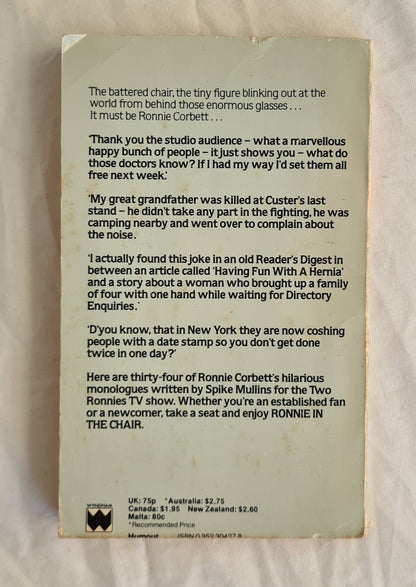 The battered chair, the tiny figure blinking out at the
world from behind those enormous glasses . . .
It must be Ronnie Corbett . . .
'Thank you the studio audience – what a marvellous
happy bunch of people – it just shows you – what do
those doctors know? If I had my way I'd set them all
free next week.'
'My great grandfather was killed at Custer's last
stand – he didn't take any part in the fighting, he was
camping nearby and went over to complain about
the noise.
'I actually found this joke in an old Reader's Digest in
between an article called 'Having Fun With A Hernia'
and a story about a woman who brought up a family
of four with one hand while waiting for Directory
Enquiries.'
'D'you know, that in New York they are now coshing
people with a date stamp so you don't get done
twice in one day?'
Here are thirty-four of Ronnie Corbett's hilarious
monologues written by Spike Mullins for the Two
Ronnies TV show. Whether you're an established fan
or a newcomer, take a seat and enjoy RONNIE IN
THE CHAIR.
WYNDHAM
UK: 75p *Australia: $2.75
Canada: $1.95 New Zealand: $2.60
Malta: 80c
*Recommended Price
Humour ISBN 0 352 30427 8